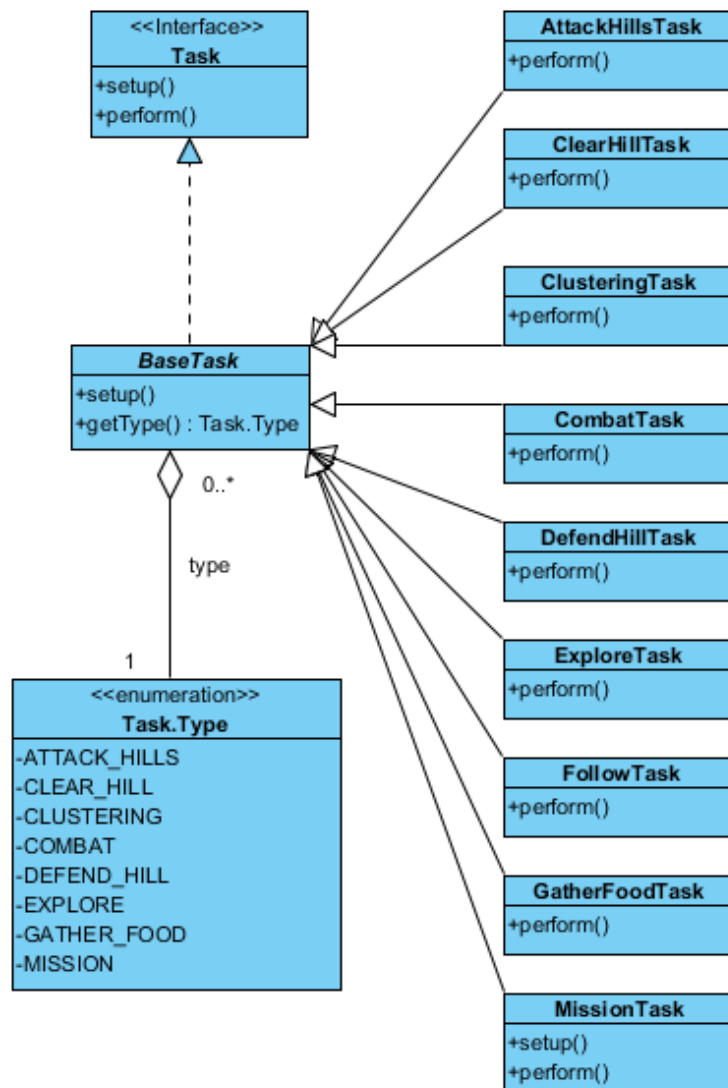 <<Interface>>
Task
+setup()
+perform()
BaseTask
+setup()
+getType() : Task.Type
0..*
type
1
<<enumeration>>
Task.Type
-ATTACK_HILLS
-CLEAR_HILL
-CLUSTERING
-COMBAT
-DEFEND_HILL
-EXPLORE
-GATHER_FOOD
-MISSION
AttackHillsTask
+perform()
ClearHillTask
+perform()
ClusteringTask
+perform()
CombatTask
+perform()
DefendHillTask
+perform()
ExploreTask
+perform()
FollowTask
+perform()
GatherFoodTask
+perform()
MissionTask
+setup()
+perform()